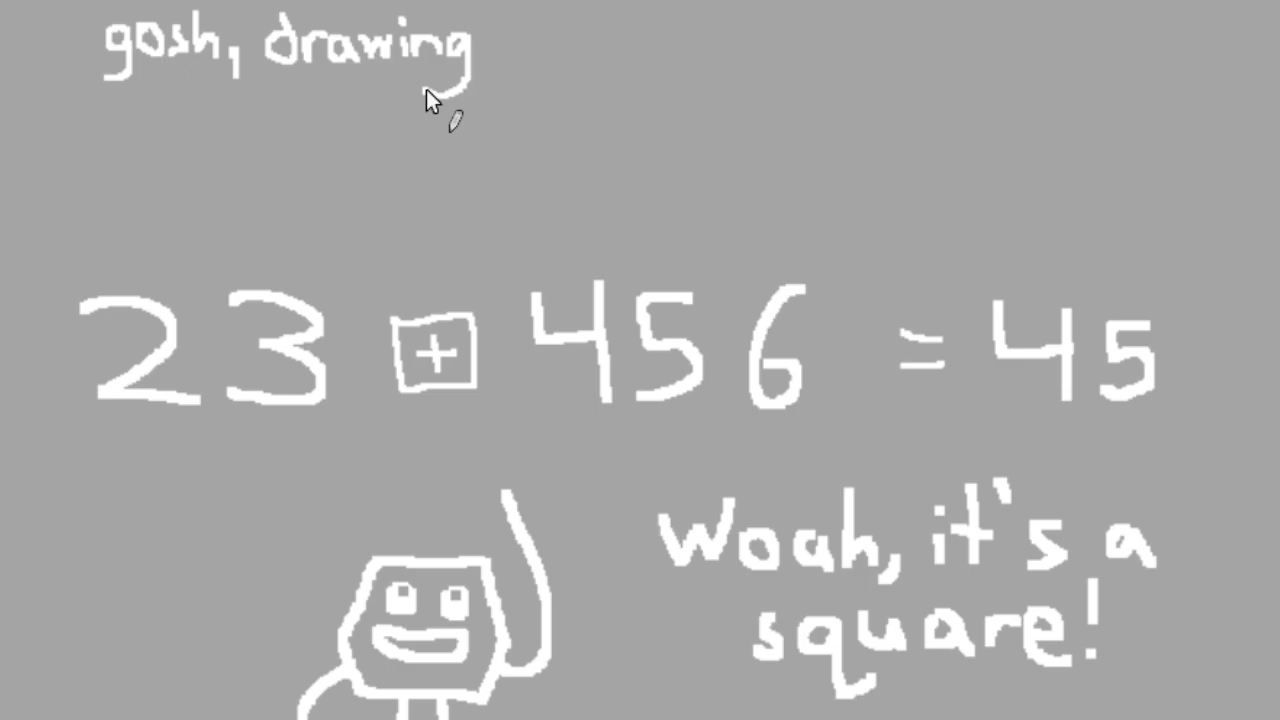 gosh, drawing
23 ⊞ 456 = 45
Woah, it's a
square!